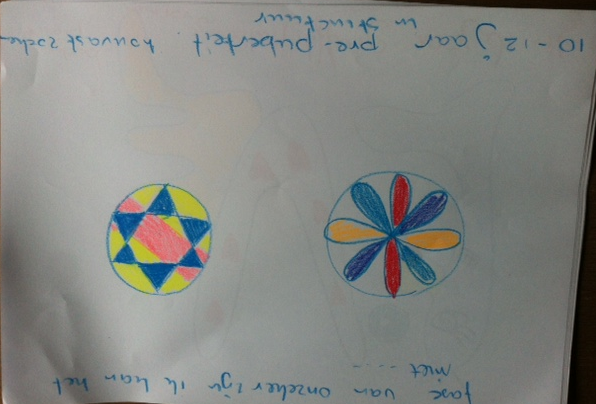 fase van onzeker zijn ik kan het
niet ....
10-12 jaar pre-puberteit. houvast zoeken
in structuur